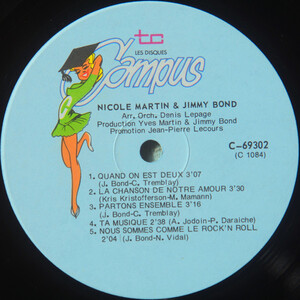 tc
LES DISQUES
Campus
C
NICOLE MARTIN & JIMMY BOND
Arr., Orch. Denis Lepage
Production Yves Martin & Jimmy Bond
Promotion Jean-Pierre Lecours
C-69302
(C 1084)
1. QUAND ON EST DEUX 3'07
(J. Bond-C. Tremblay)
2. LA CHANSON DE NOTRE AMOUR 3'30
(Kris Kristofferson-M. Mamann)
3. PARTONS ENSEMBLE 3'16
(J. Bond-C. Tremblay)
4. TA MUSIQUE 2'38 (A. Jodoin-P. Daraiche)
5. NOUS SOMMES COMME LE ROCK'N ROLL
2'04 (J. Bond-N. Vidal)